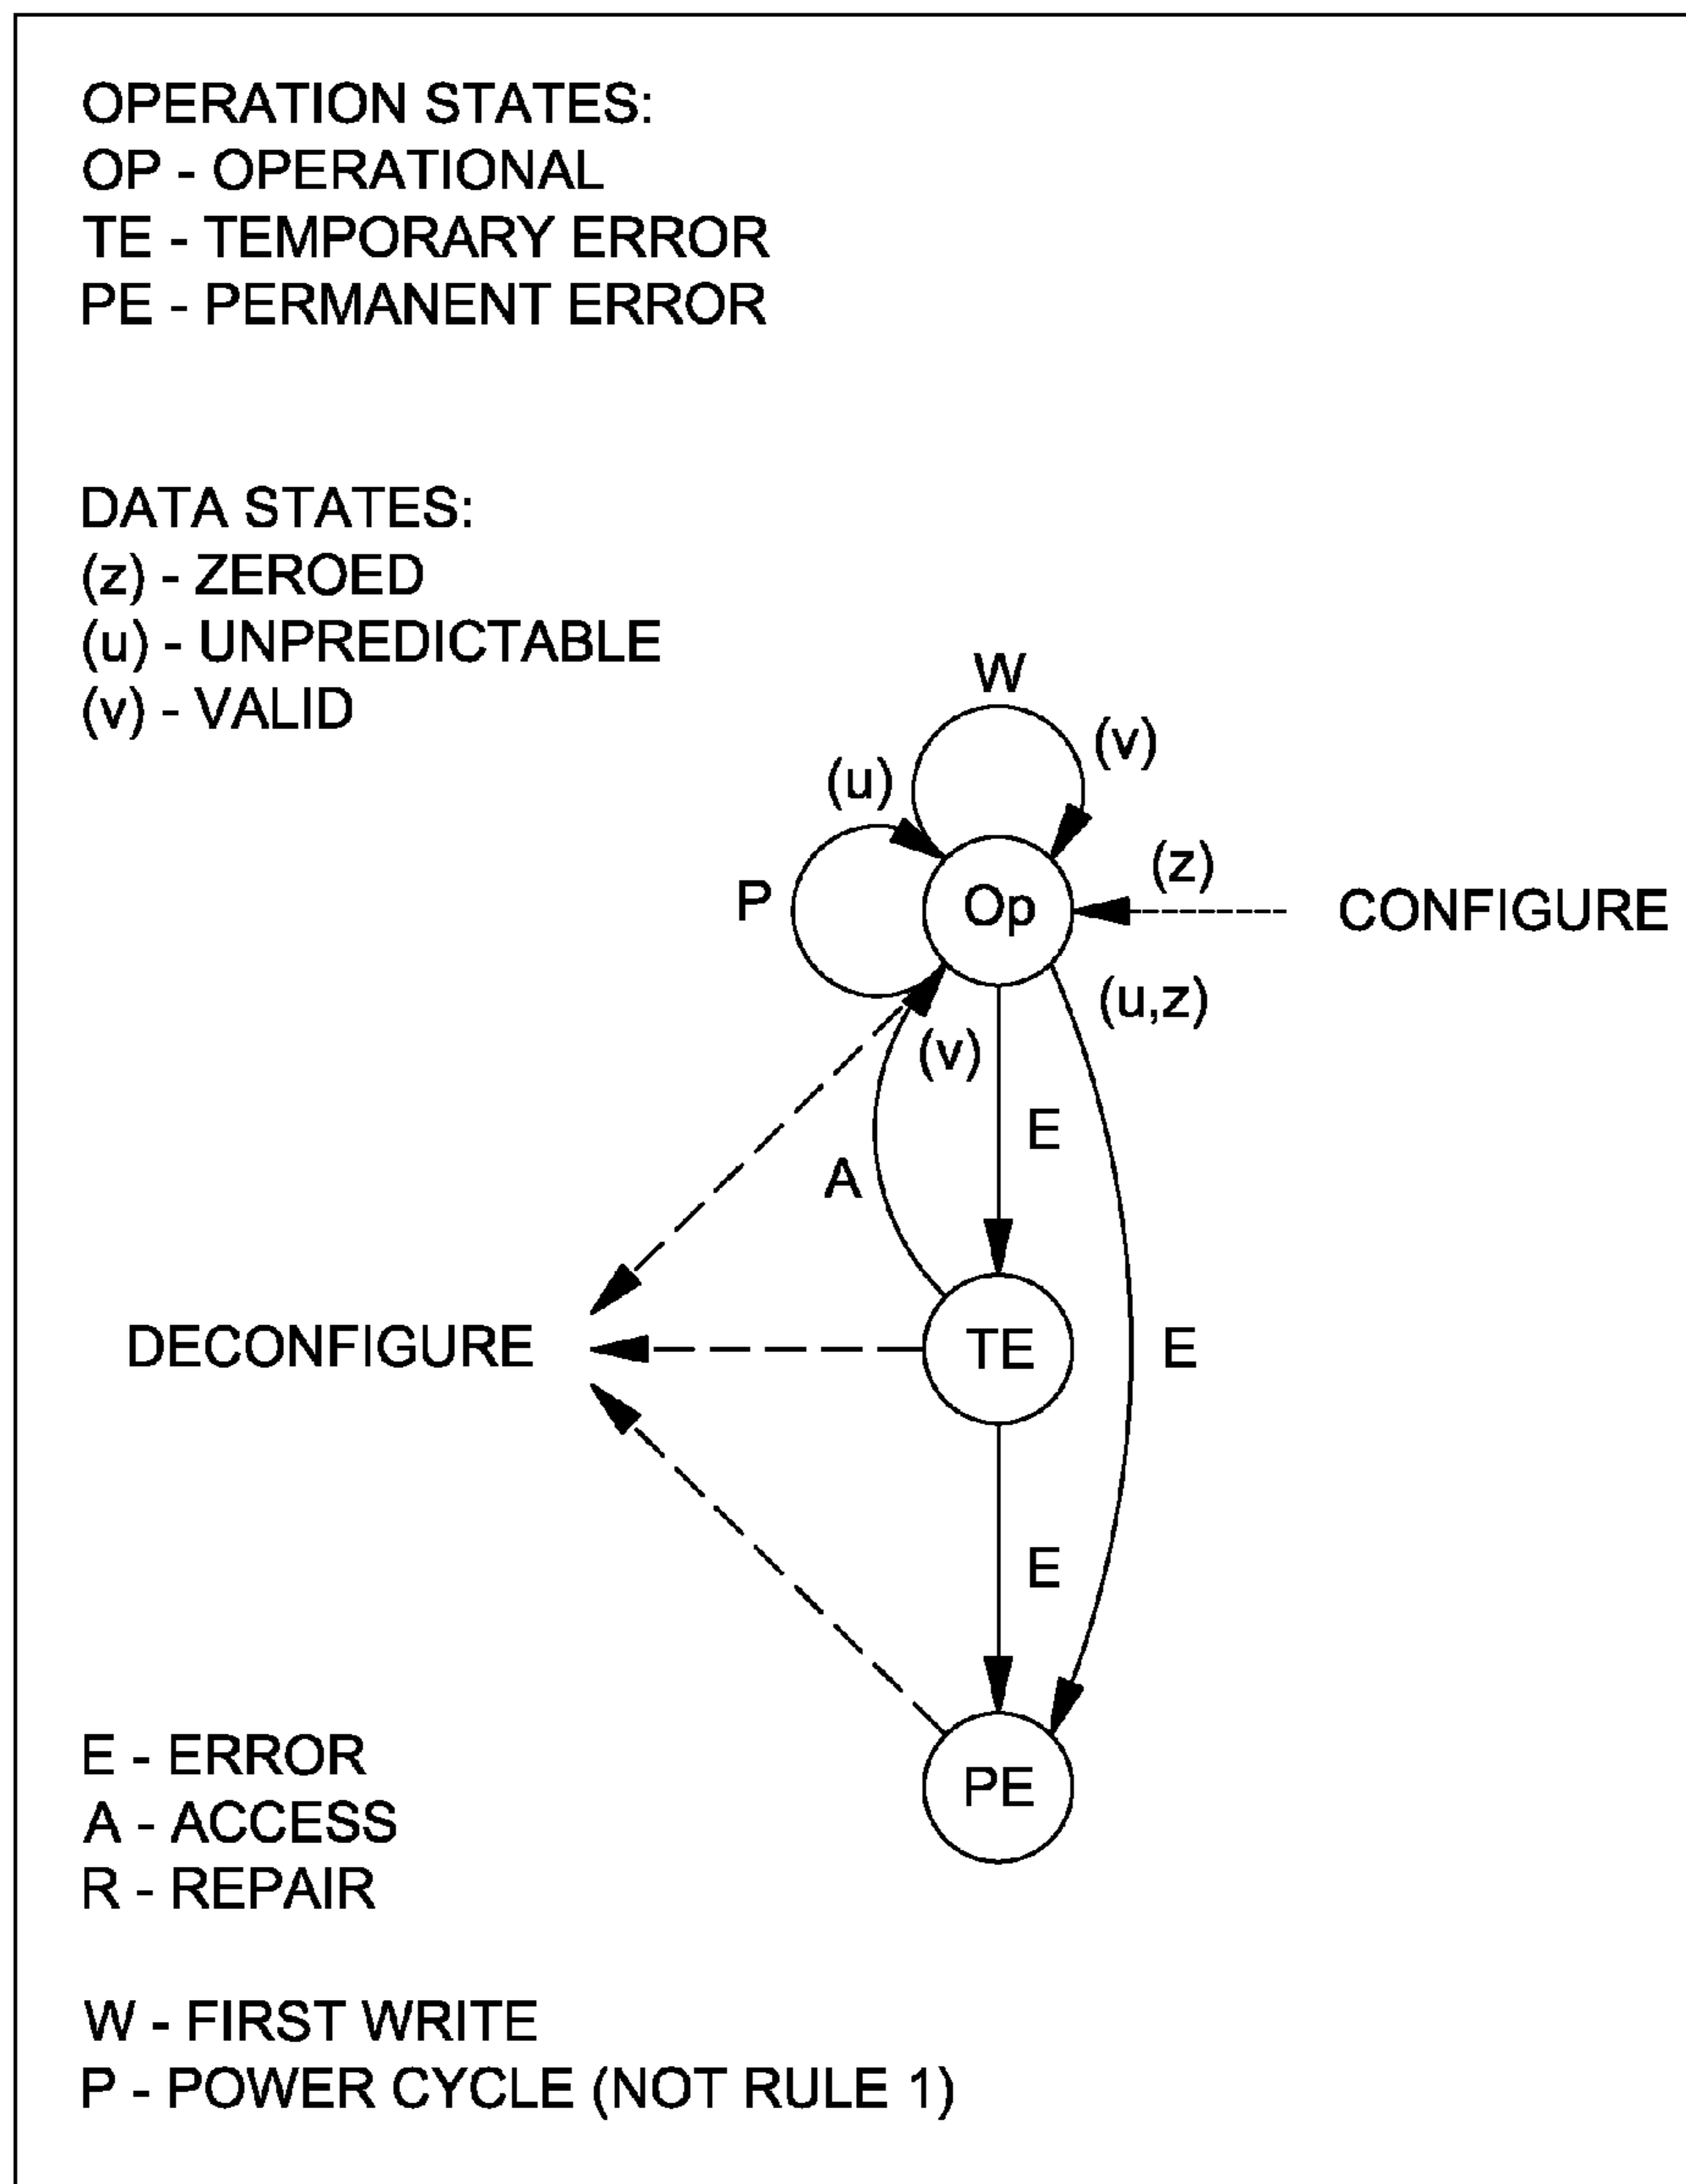 OPERATION STATES:
OP - OPERATIONAL
TE - TEMPORARY ERROR
PE - PERMANENT ERROR
DATA STATES:
(z) - ZEROED
(u) - UNPREDICTABLE
(v) - VALID
W
(v)
(u)
(z)
P
Op
CONFIGURE
(u,z)
(v)
E
A
DECONFIGURE
TE
E
E
PE
E - ERROR
A - ACCESS
R - REPAIR
W - FIRST WRITE
P - POWER CYCLE (NOT RULE 1)